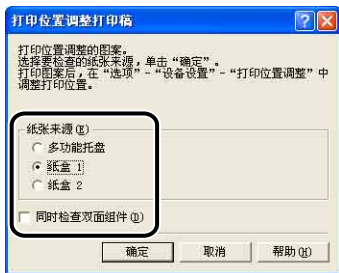 打印位置调整打印稿
打印位置调整的图案。
选择要检查的纸张来源，单击“确定”。
打印图案后，在“选项”-“设备设置”-“打印位置调整”中
调整打印位置。
纸张来源(E)
多功能托盘
纸盒 1
纸盒 2
同时检查双面组件(D)
确定 取消 帮助(H)